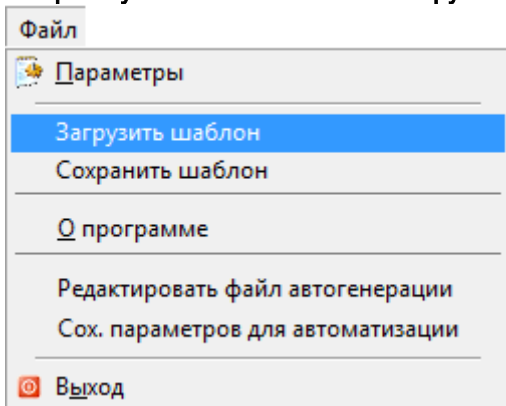 Файл
Параметры
Загрузить шаблон
Сохранить шаблон
О программе
Редактировать файл автогенерации
Сох. параметров для автоматизации
Выход